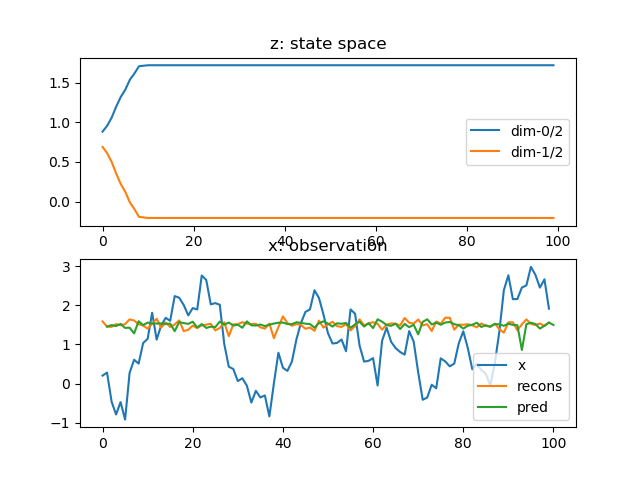 z: state space
1.5
1.0
0.5
0.0
dim-0/2
dim-1/2
0 20 40 60 80 100
x: observation
3
2
1
0
−1
x
recons
pred
0 20 40 60 80 100